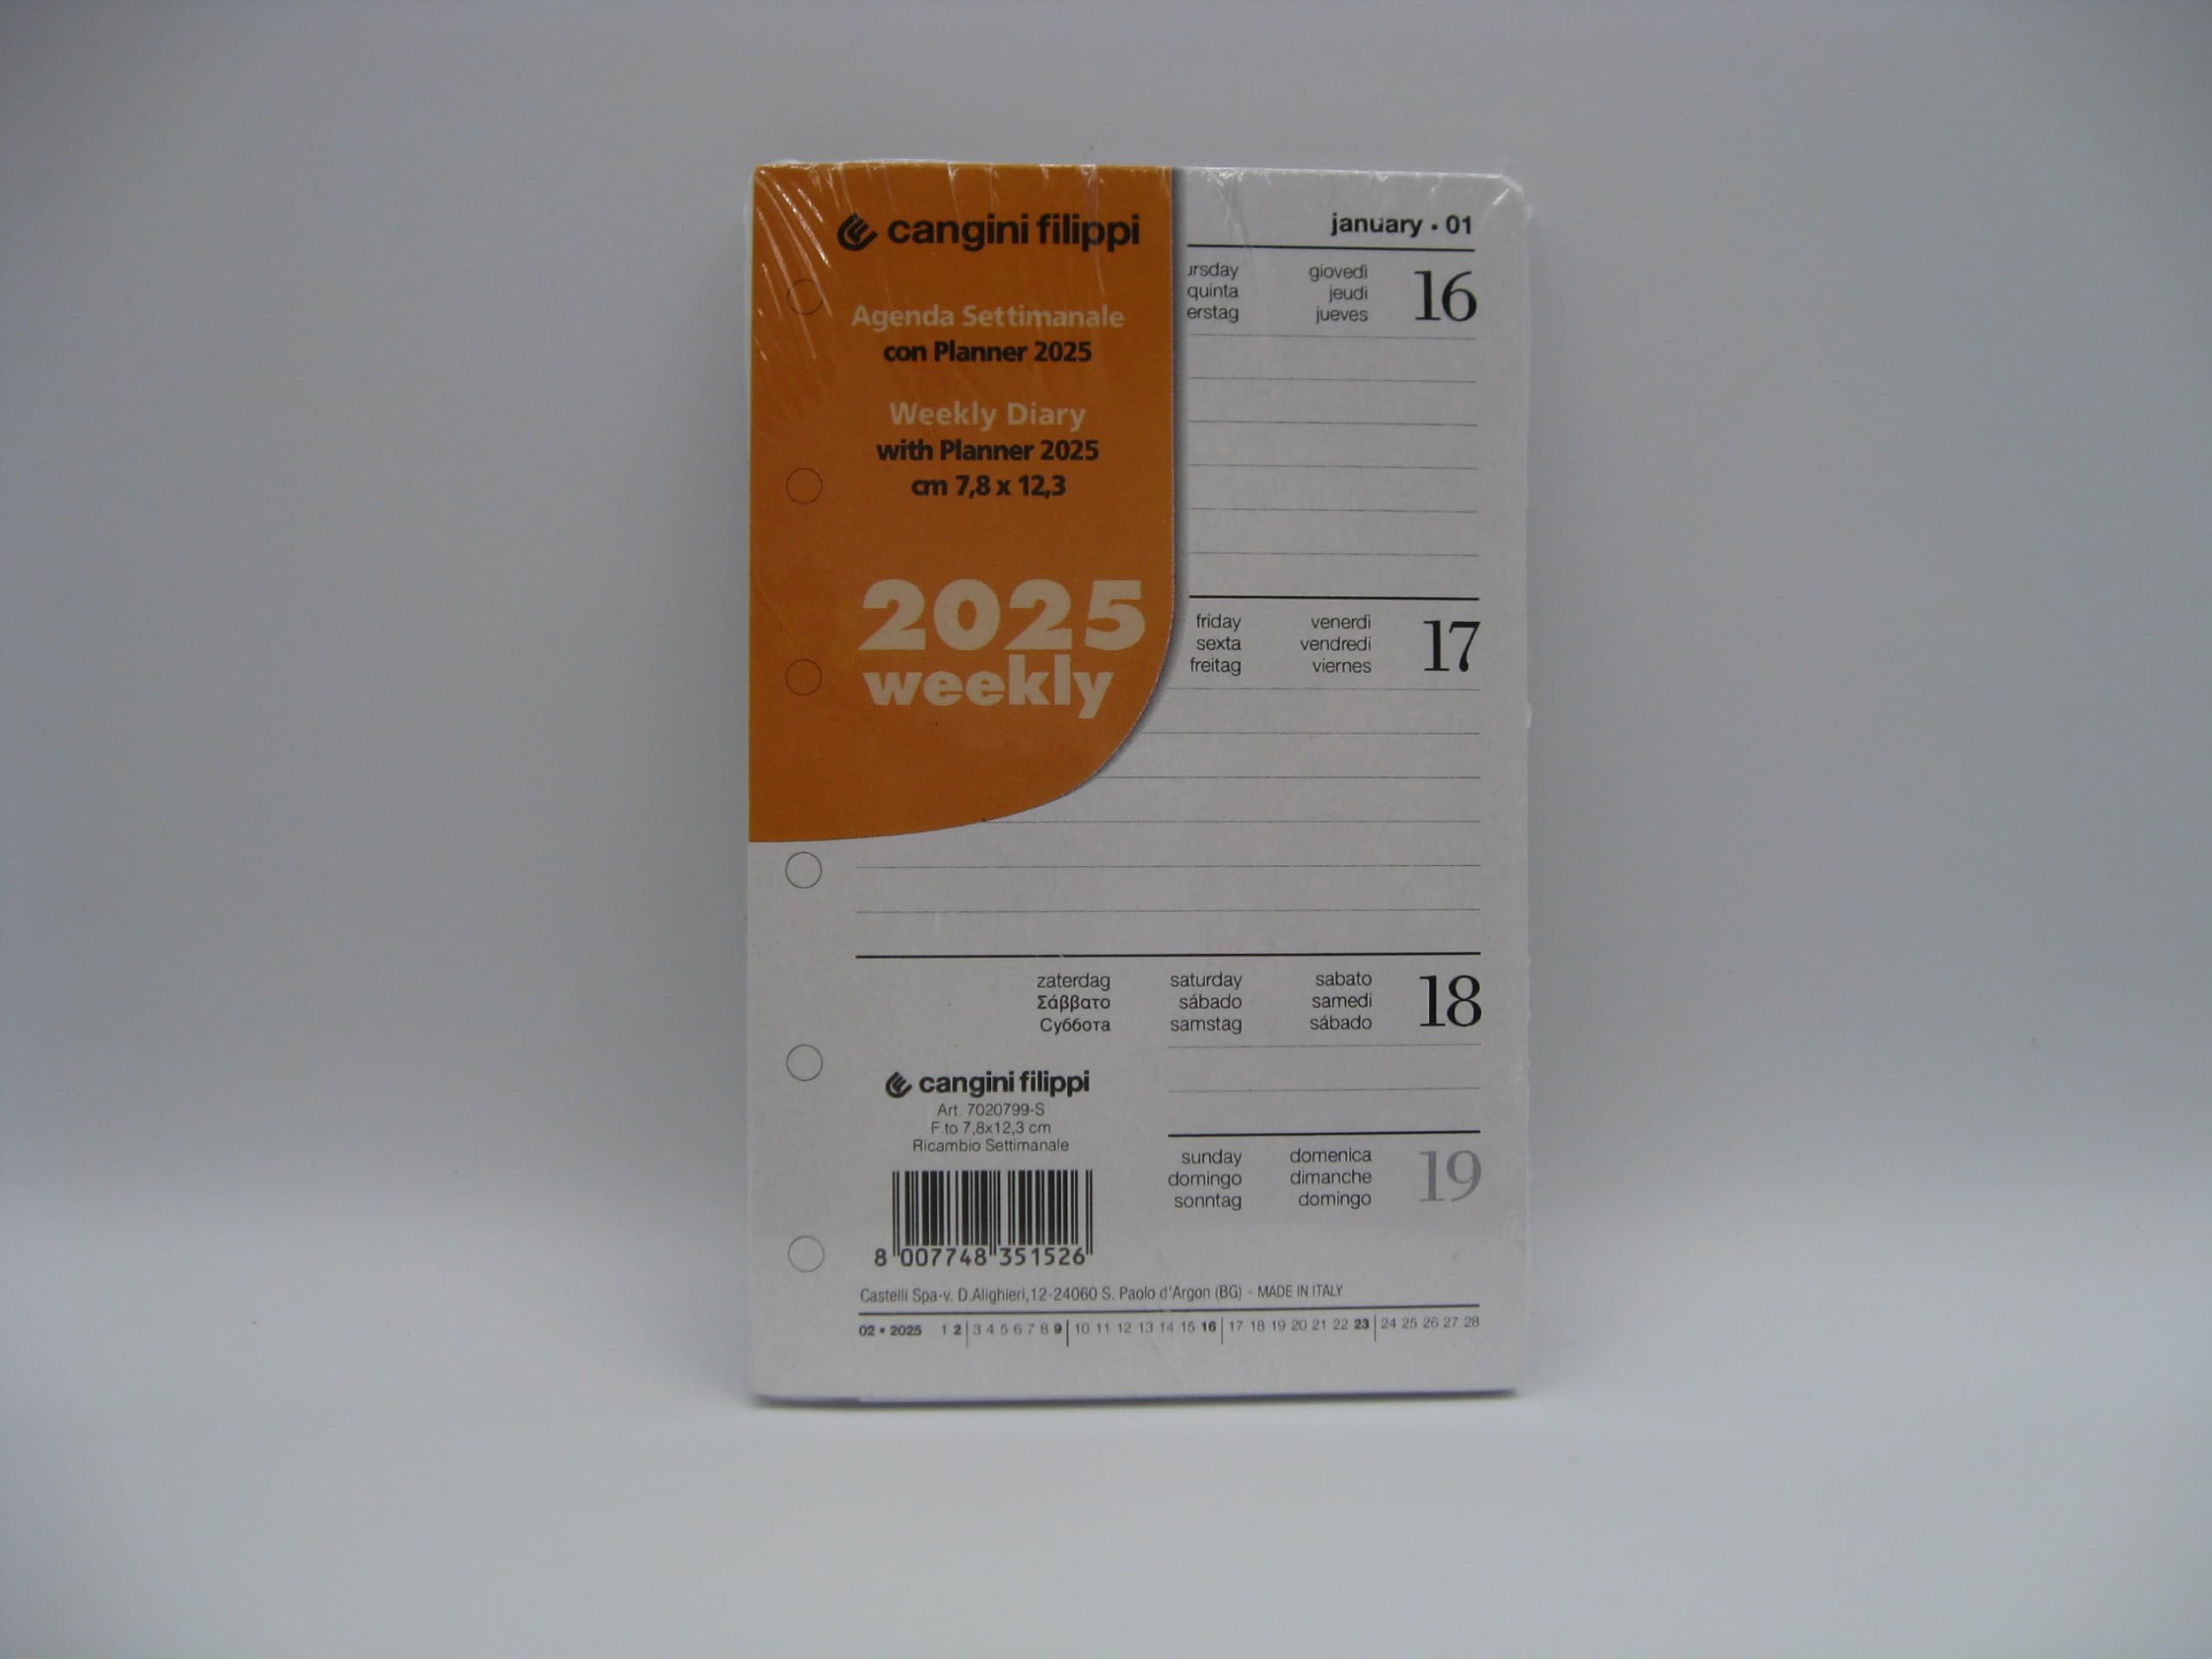 cangini filippi
Agenda Settimanale
con Planner 2025
Weekly Diary
with Planner 2025
cm 7,8 x 12,3
2025
weekly
january • 01
ursday giovedì 16
quinta jeudi
erstag jueves
friday venerdì 17
sexta vendredi
freitag viernes
zaterdag saturday sabato 18
Σάββατο sábado samedi
Суббота samstag sábado
cangini filippi
Art. 7020799-S
F.to 7,8x12,3 cm
Ricambio Settimanale
sunday domenica 19
domingo dimanche
sonntag domingo
8 007748 351526
Castelli Spa-v. D.Alighieri,12-24060 S. Paolo d'Argon (BG) - MADE IN ITALY
02 • 2025 1 2 3 4 5 6 7 8 9 10 11 12 13 14 15 16 17 18 19 20 21 22 23 24 25 26 27 28